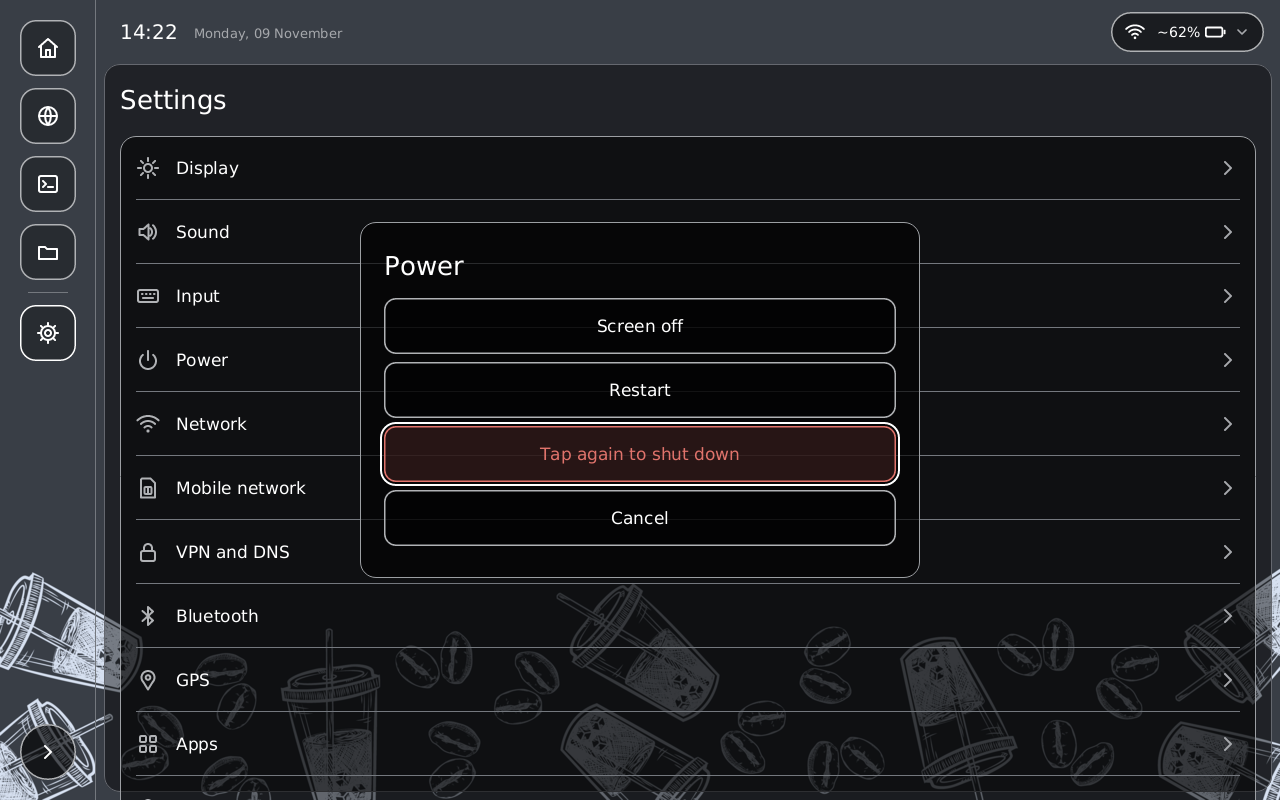 14:22 Monday, 09 November
~62%
Settings
Display
Sound
Input
Power
Network
Mobile network
VPN and DNS
Bluetooth
GPS
Apps
Power
Screen off
Restart
Tap again to shut down
Cancel